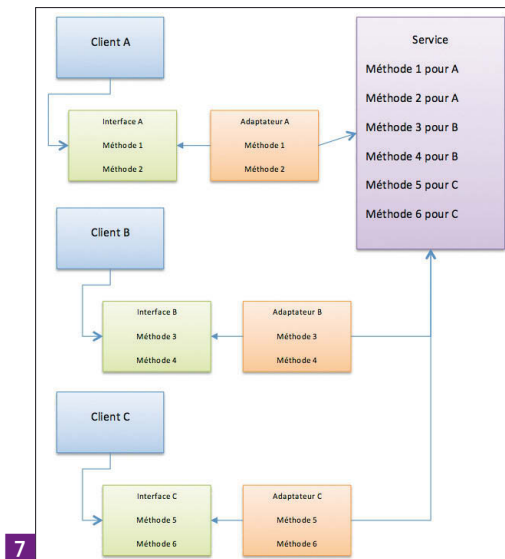 Client A
Interface A
Méthode 1
Méthode 2
Adaptateur A
Méthode 1
Méthode 2
Service
Méthode 1 pour A
Méthode 2 pour A
Méthode 3 pour B
Méthode 4 pour B
Méthode 5 pour C
Méthode 6 pour C
Client B
Interface B
Méthode 3
Méthode 4
Adaptateur B
Méthode 3
Méthode 4
Client C
Interface C
Méthode 5
Méthode 6
Adaptateur C
Méthode 5
Méthode 6
7